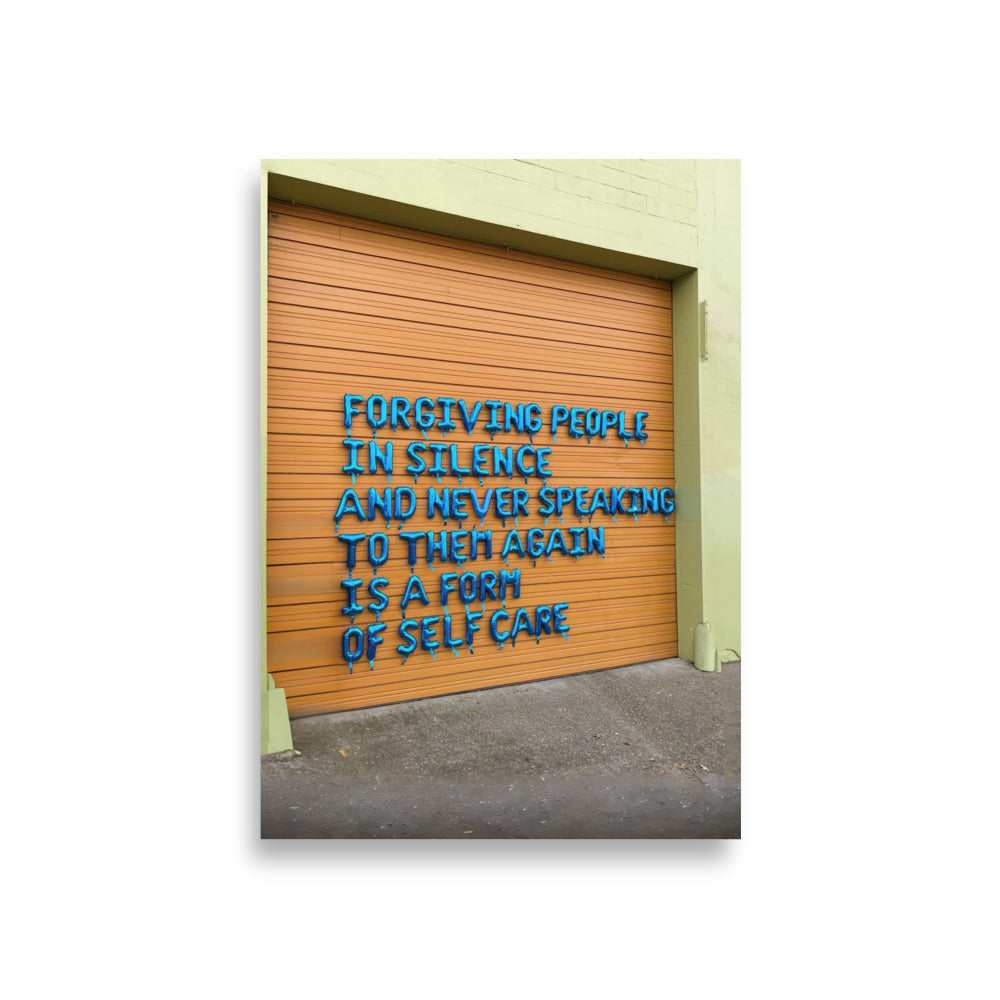 FORGIVING PEOPLE
IN SILENCE
AND NEVER SPEAKING
TO THEM AGAIN
IS A FORM
OF SELF CARE